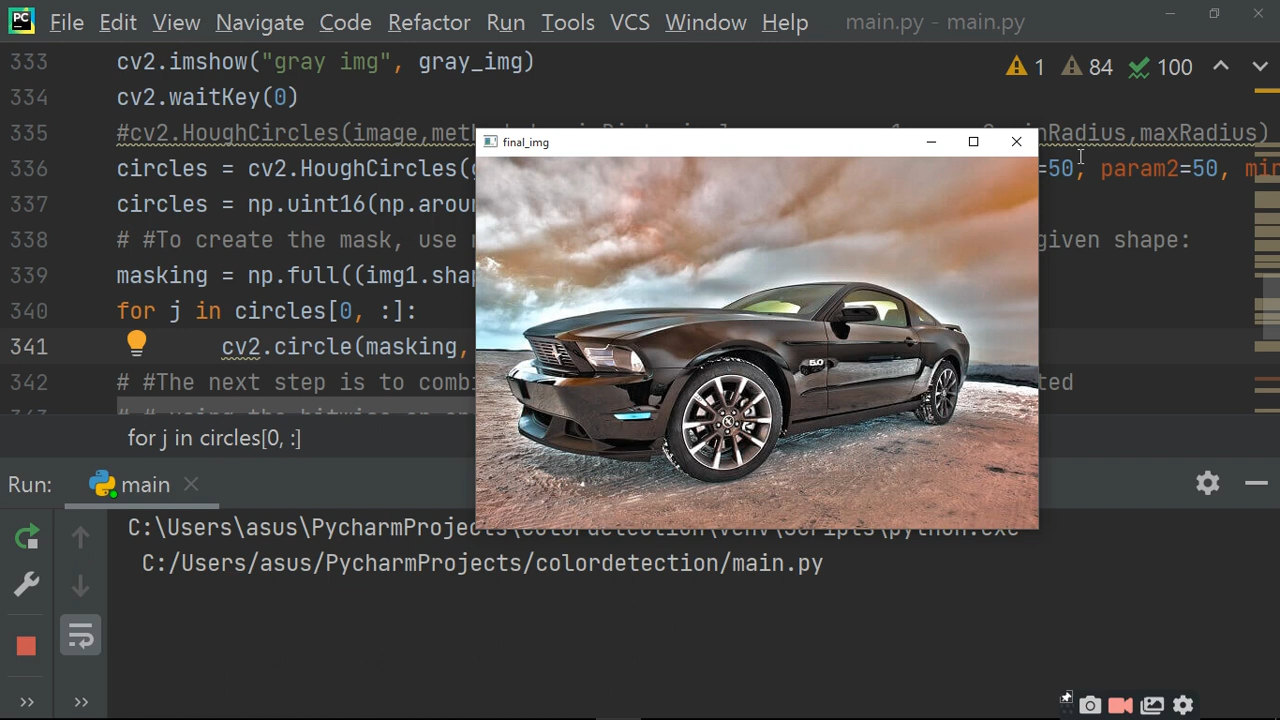 PC File Edit View Navigate Code Refactor Run Tools VCS Window Help main.py - main.py
333 cv2.imshow("gray img", gray_img)
1 84 100
334 cv2.waitKey(0)
335 #cv2.HoughCircles(image, Radius,maxRadius)
336 circles = cv2.HoughCircles( =50, param2=50,
337 circles = np.uint16(np.arou
338 # #To create the mask, use given shape:
339 masking = np.full((img1.shap
340 for j in circles[0, :]:
341 cv2.circle(masking,
342 # #The next step is to combi ted
final_img
5.0
for j in circles[0, :]
Run: main
C:\Users\asus\PycharmProjects\colordetection\venv\Scripts\python.exe
C:/Users/asus/PycharmProjects/colordetection/main.py